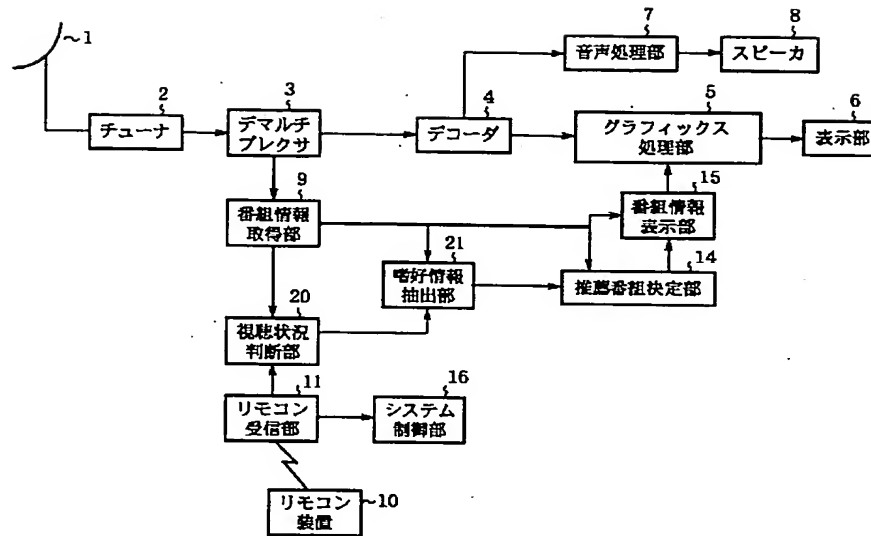 ~1
7
8
音声処理部
スピーカ
2
3
4
5
6
チューナ
デマルチ
プレクサ
デコーダ
グラフィックス
処理部
表示部
9
15
番組情報
取得部
番組情報
表示部
21
14
嗜好情報
抽出部
推薦番組決定部
20
視聴状況
判断部
11
16
リモコン
受信部
システム
制御部
リモコン
装置
~10